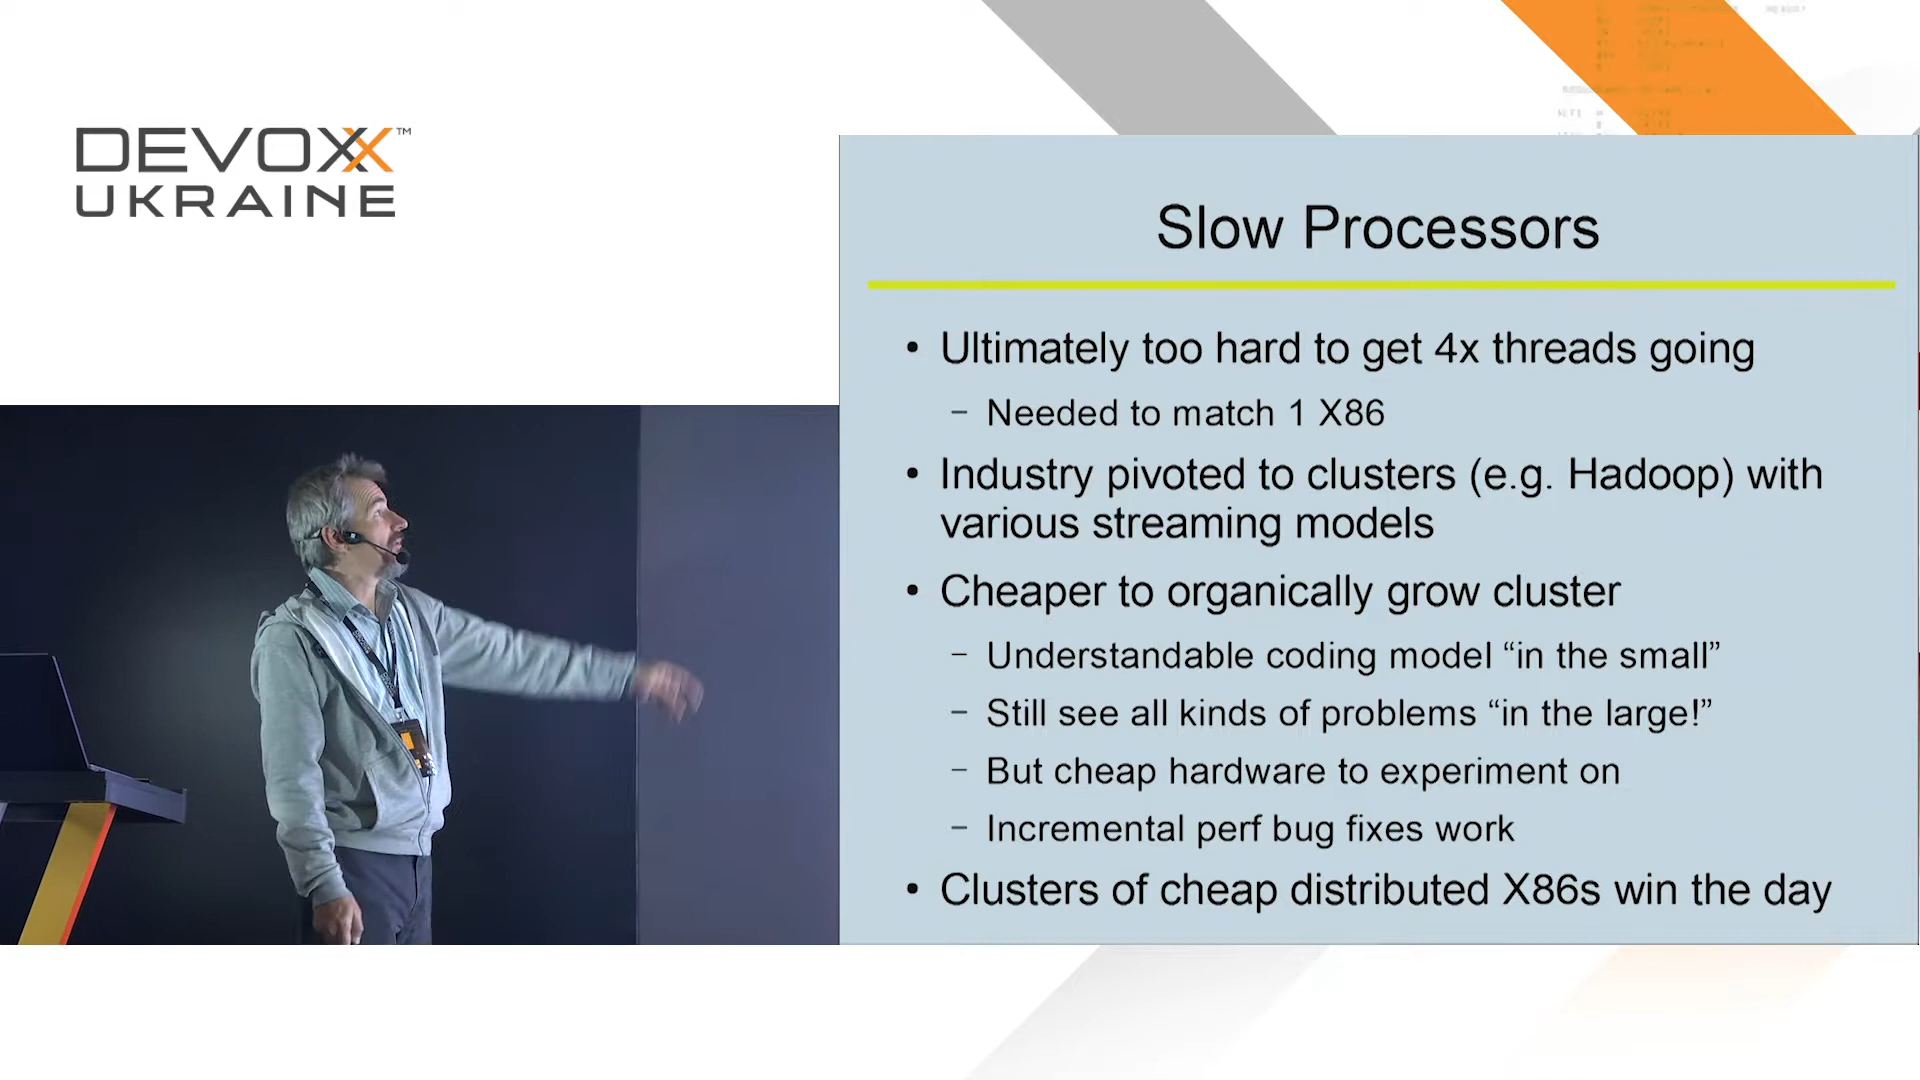 DEVOXX™
UKRAINE
Slow Processors
• Ultimately too hard to get 4x threads going
– Needed to match 1 X86
• Industry pivoted to clusters (e.g. Hadoop) with
various streaming models
• Cheaper to organically grow cluster
– Understandable coding model “in the small”
– Still see all kinds of problems “in the large!”
– But cheap hardware to experiment on
– Incremental perf bug fixes work
• Clusters of cheap distributed X86s win the day